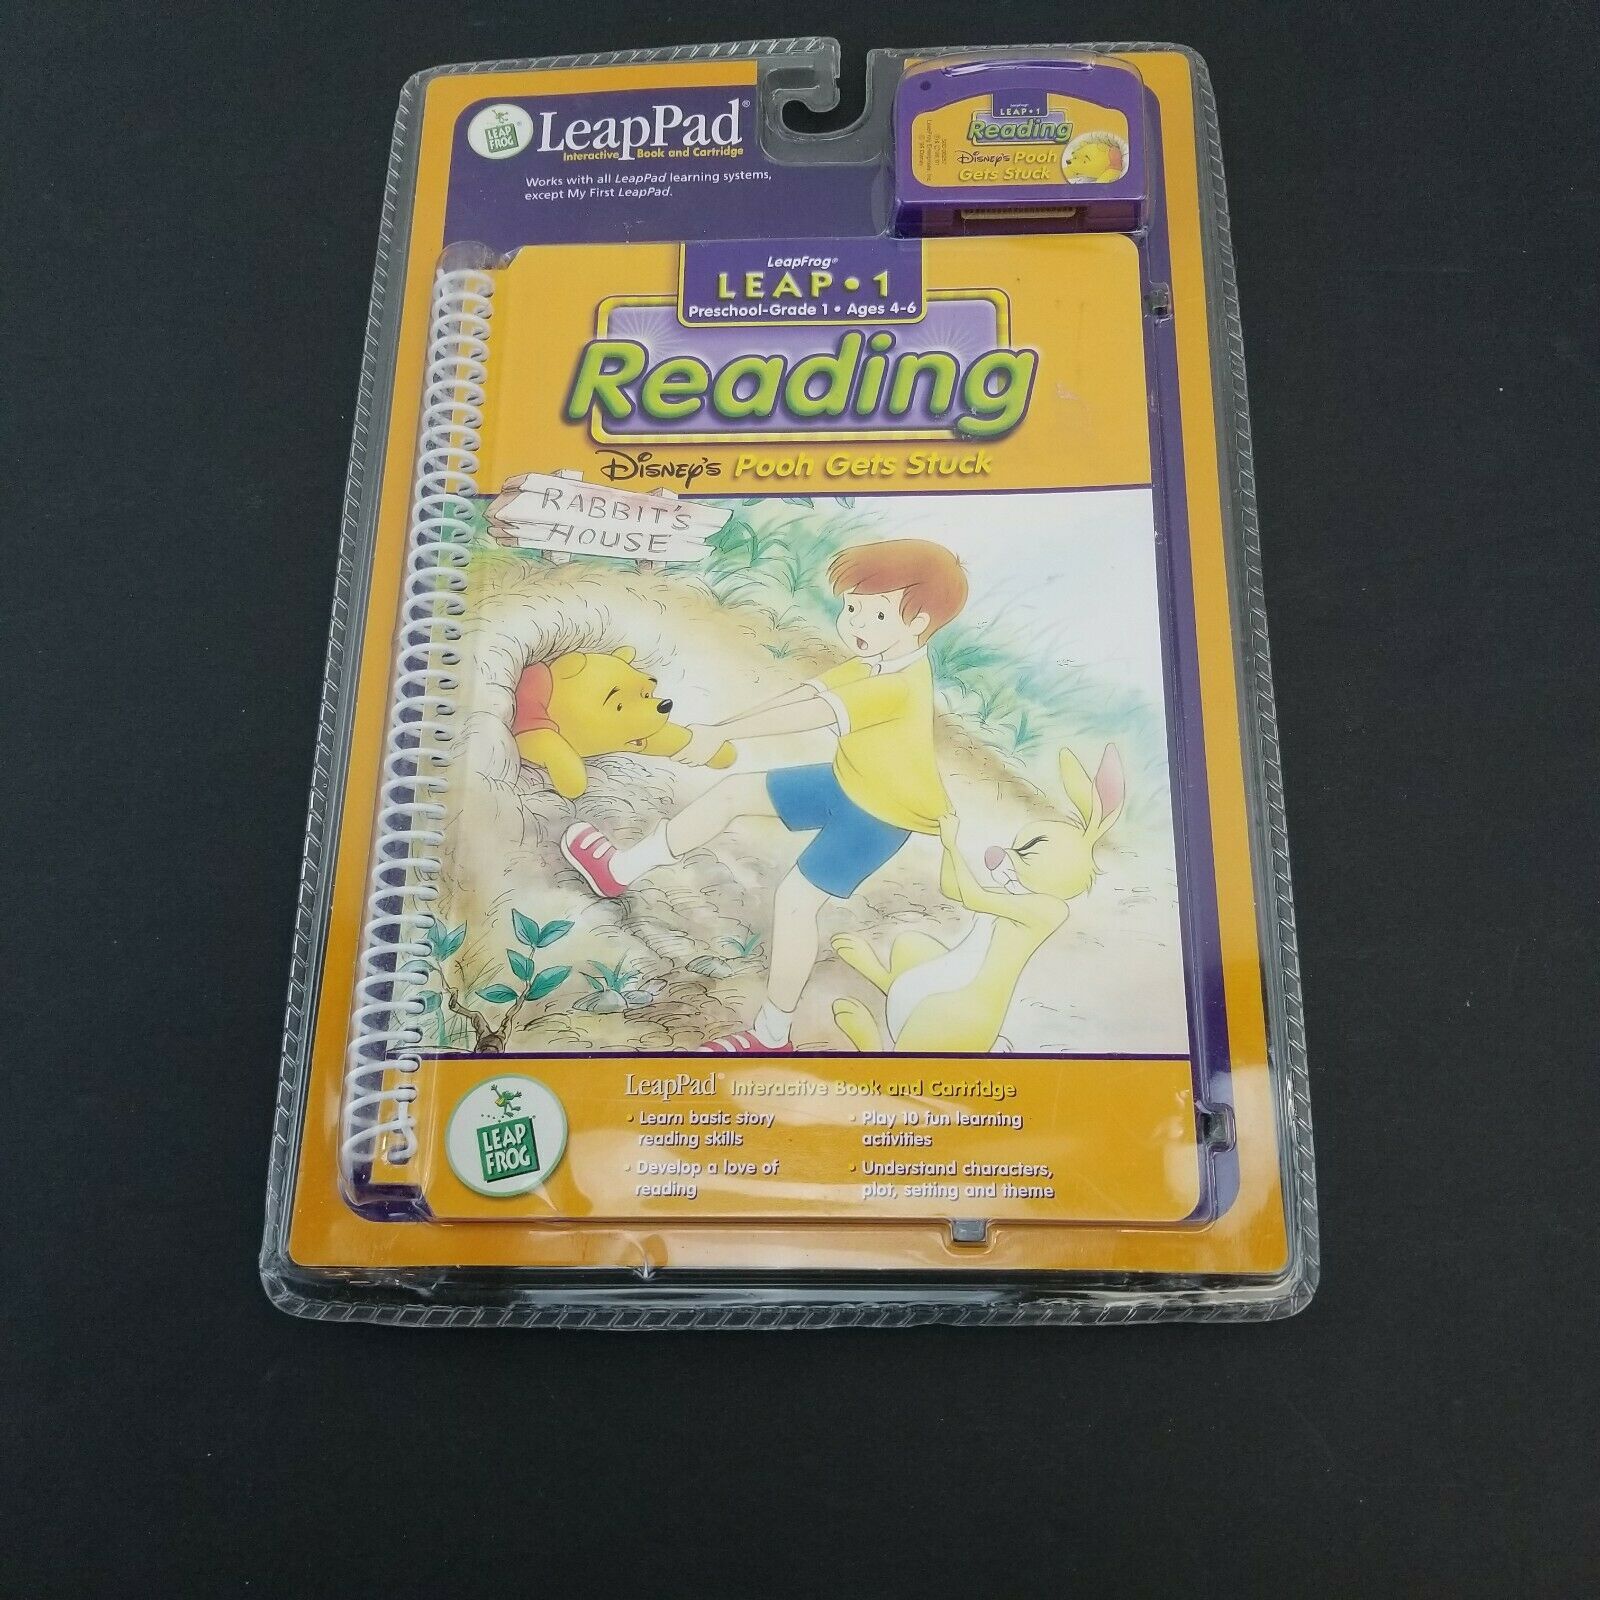 LEAP
FROG
LeapPad®
Interactive Book and Cartridge
Works with all LeapPad learning systems,
except My First LeapPad.
LEAP • 1
Reading
Disney's Pooh
Gets Stuck
LeapFrog®
LEAP • 1
Preschool-Grade 1 • Ages 4-6
Reading
Disney's Pooh Gets Stuck
RABBIT'S
HOUSE
LEAP
FROG
LeapPad® Interactive Book and Cartridge
• Learn basic story
reading skills
• Develop a love of
reading
• Play 10 fun learning
activities
• Understand characters,
plot, setting and theme